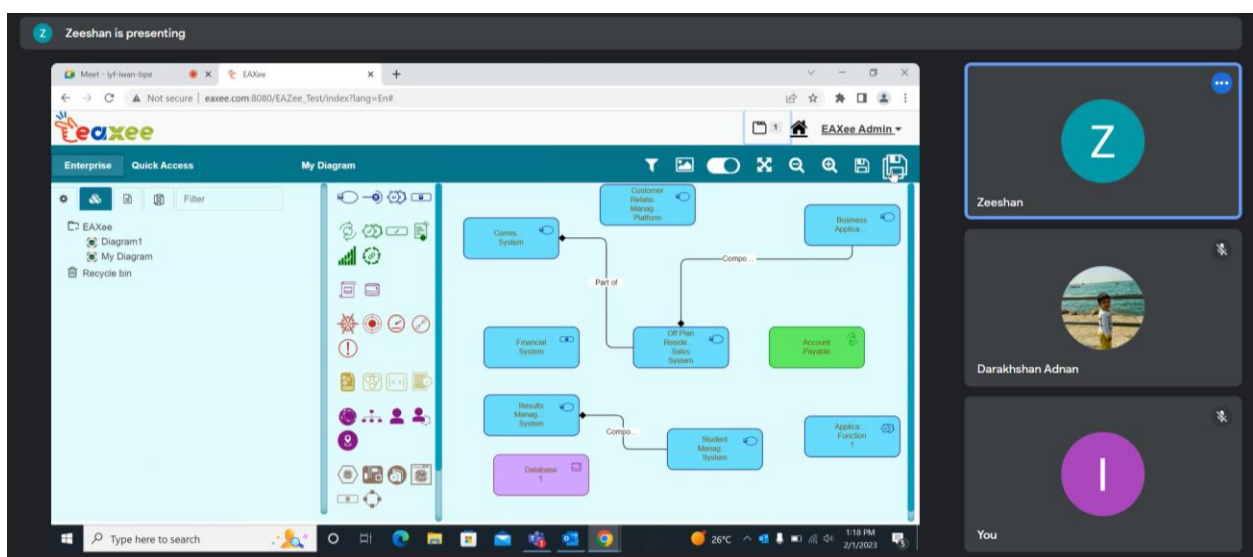 Z Zeeshan is presenting
Meet - iyf-iwan-bpe
EAXee
Not secure | eaxee.com:8080/EAZee_Test/index?lang=En#
eaxee
1
EAXee Admin
Enterprise
Quick Access
My Diagram
Filter
EAXee
Diagram1
My Diagram
Recycle bin
Customer
Relatio...
Manag...
Platform
Corres...
System
Business
Applica...
Compo...
Part of
Financial
System
Off Plan
Reside...
Sales
System
Account
Payable
Results
Manag...
System
Compo...
Student
Manag...
System
Applica...
Function
1
Database
1
Type here to search
26°C
1:18 PM
2/1/2023
5
Z
Zeeshan
Darakhshan Adnan
I
You